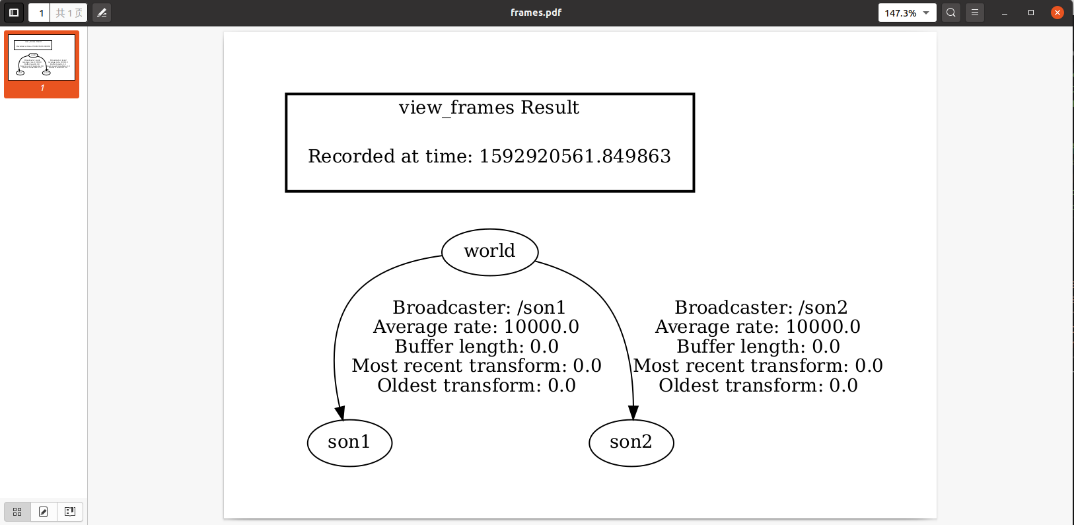 1
共 1 页
frames.pdf
147.3%
1
view_frames Result
Recorded at time: 1592920561.849863
world
Broadcaster: /son1
Average rate: 10000.0
Buffer length: 0.0
Most recent transform: 0.0
Oldest transform: 0.0
Broadcaster: /son2
Average rate: 10000.0
Buffer length: 0.0
Most recent transform: 0.0
Oldest transform: 0.0
son1
son2